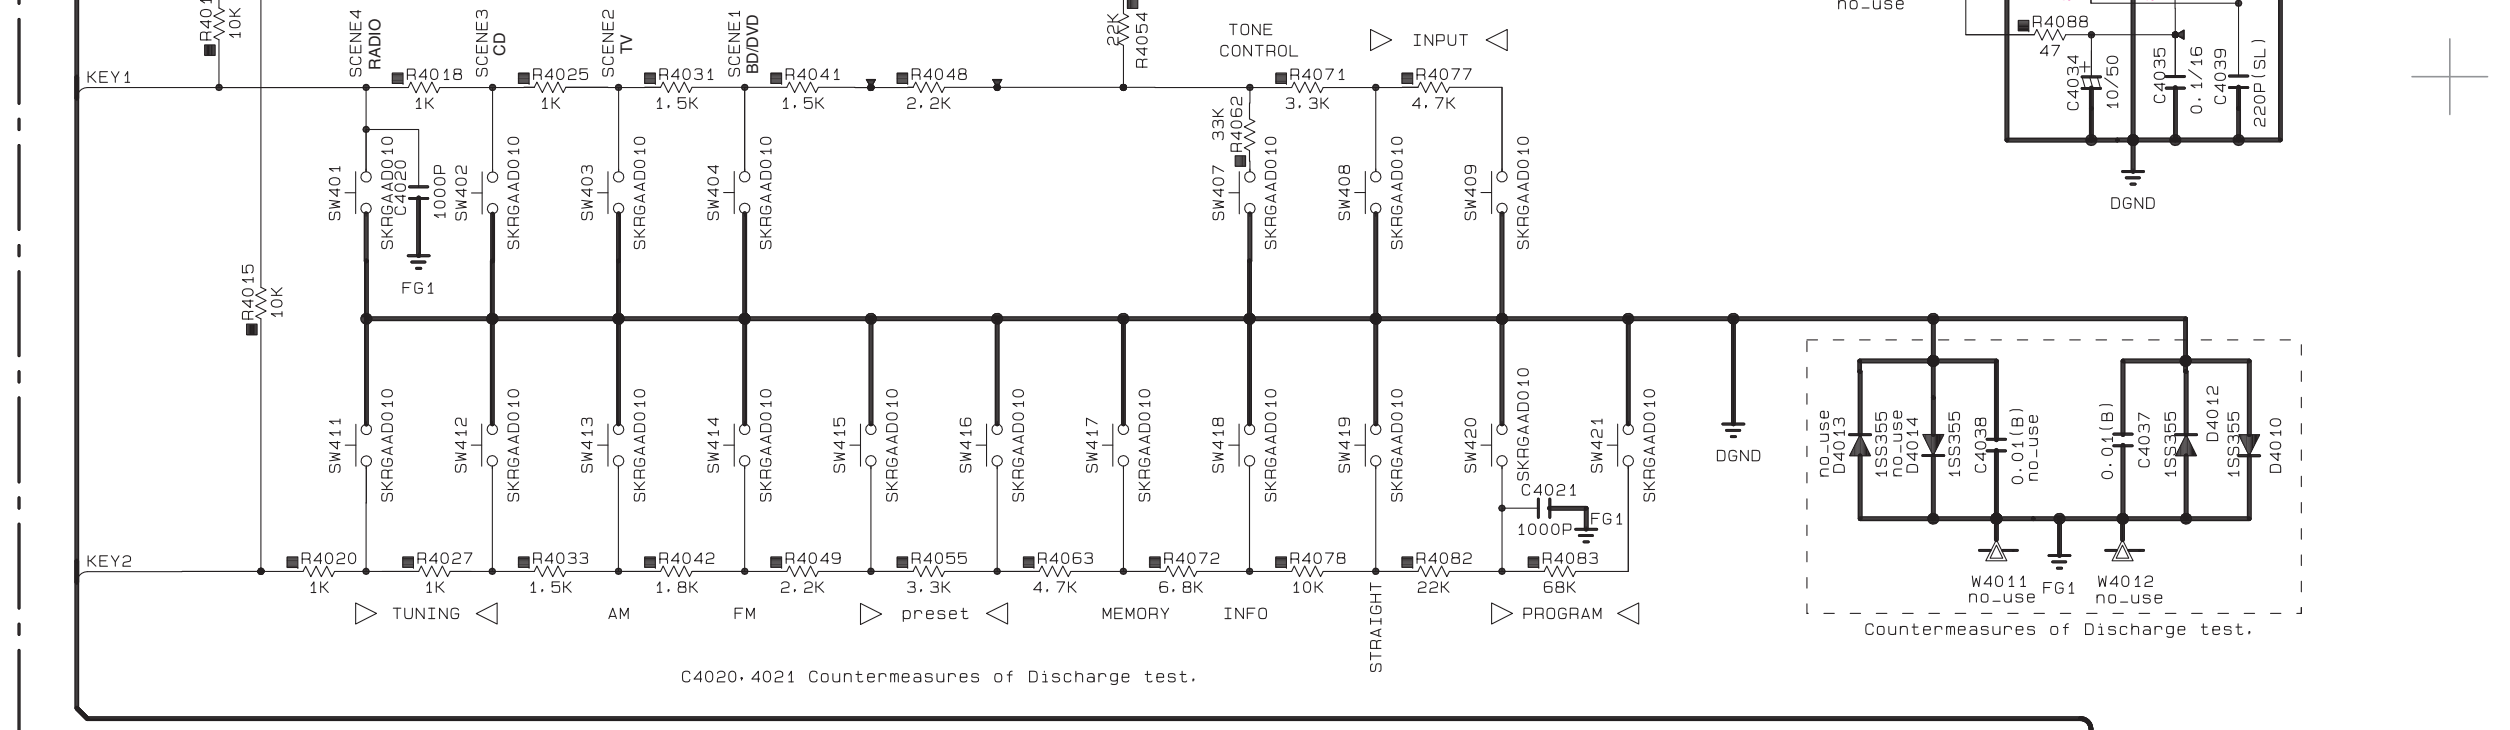 no_use
R401
10K
SCENE4
RADIO
SCENE3
CD
SCENE2
TV
SCENE1
BD/DVD
22K
R4054
TONE
CONTROL
INPUT
R4088
47
C4034
10/50
C4035
0.1/16
C4039
220P(SL)
DGND
KEY1
R4018
1K
R4025
1K
R4031
1.5K
R4041
1.5K
R4048
2.2K
R4071
3.3K
R4077
4.7K
33K
R4062
SW401
SKRGAAD010
C4020
1000P
SW402
SKRGAAD010
SW403
SKRGAAD010
SW404
SKRGAAD010
SW407
SKRGAAD010
SW408
SKRGAAD010
SW409
SKRGAAD010
FG1
R4015
10K
SW411
SKRGAAD010
SW412
SKRGAAD010
SW413
SKRGAAD010
SW414
SKRGAAD010
SW415
SKRGAAD010
SW416
SKRGAAD010
SW417
SKRGAAD010
SW418
SKRGAAD010
SW419
SKRGAAD010
SW420
SKRGAAD010
SW421
SKRGAAD010
C4021
1000P
FG1
DGND
no_use
D4013
1SS355
no_use
D4014
1SS355
C4038
0.01(B)
no_use
0.01(B)
C4037
1SS355
D4012
1SS355
D4010
W4011
no_use
FG1
W4012
no_use
Countermeasures of Discharge test.
KEY2
R4020
1K
R4027
1K
R4033
1.5K
R4042
1.8K
R4049
2.2K
R4055
3.3K
R4063
4.7K
R4072
6.8K
R4078
10K
R4082
22K
R4083
68K
TUNING
AM
FM
preset
MEMORY
INFO
STRAIGHT
PROGRAM
C4020,4021 Countermeasures of Discharge test.